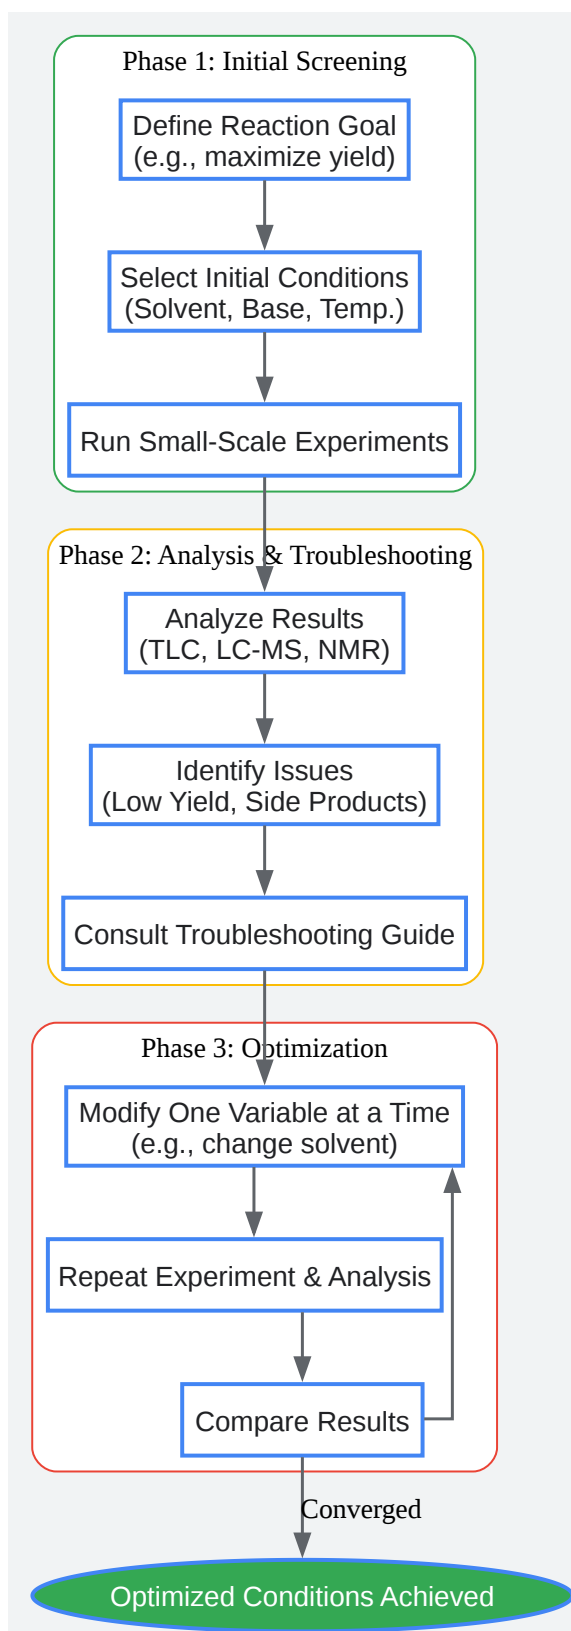 Phase 1: Initial Screening
Define Reaction Goal
(e.g., maximize yield)
Select Initial Conditions
(Solvent, Base, Temp.)
Run Small-Scale Experiments
Phase 2: Analysis & Troubleshooting
Analyze Results
(TLC, LC-MS, NMR)
Identify Issues
(Low Yield, Side Products)
Consult Troubleshooting Guide
Phase 3: Optimization
Modify One Variable at a Time
(e.g., change solvent)
Repeat Experiment & Analysis
Compare Results
Converged
Optimized Conditions Achieved